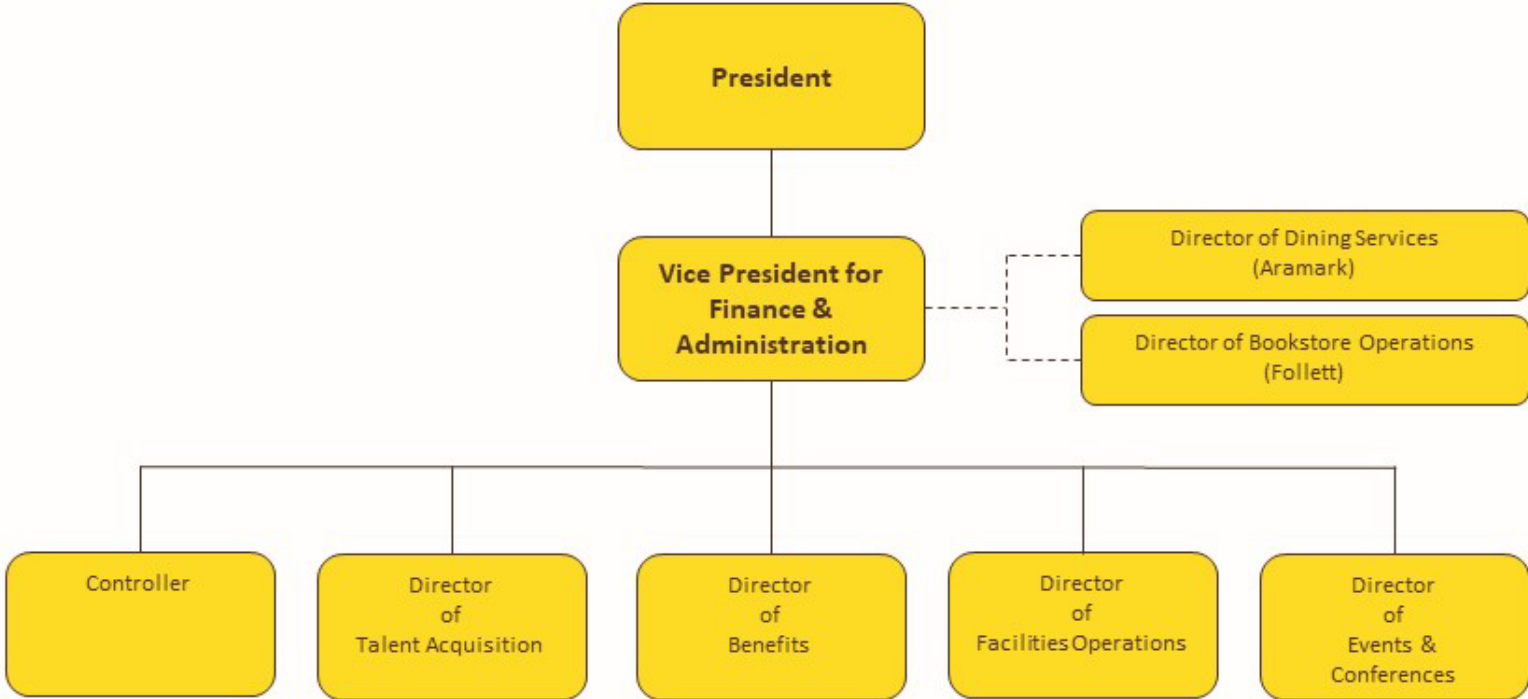 President
Vice President for
Finance &
Administration
Director of Dining Services
(Aramark)
Director of Bookstore Operations
(Follett)
Controller
Director
of
Talent Acquisition
Director
of
Benefits
Director
of
Facilities Operations
Director
of
Events &
Conferences